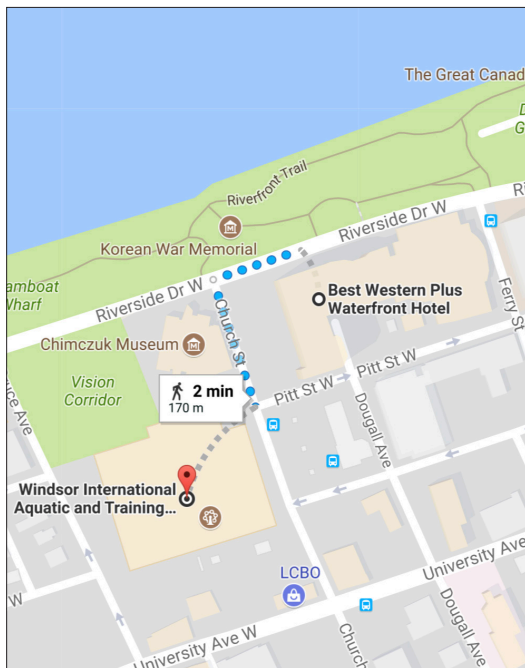 The Great Canad
Riverfront Trail
Korean War Memorial
Riverside Dr W
Ri
Riverside Dr W
Best Western Plus
Waterfront Hotel
Ferry St
Wharf
Church St
Chimczuk Museum
Vision
Corridor
2 min
170 m
Pitt St W
Pitt St W
Dougall Ave
Windsor International
Aquatic and Training...
LCBO
University Ave
University Ave W
Church
Dougall Ave
W